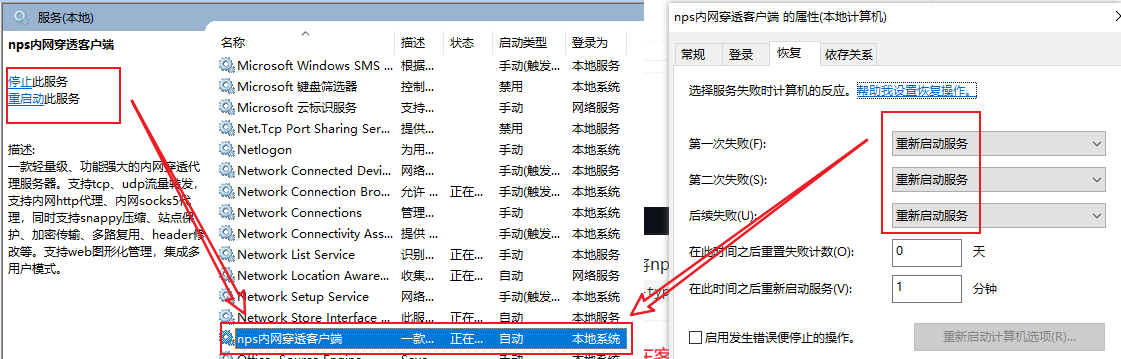 服务(本地)
nps内网穿透客户端
停止此服务
重启动此服务
描述:
一款轻量级、功能强大的内网穿透代
理服务器。支持tcp、udp流量转发，
支持内网http代理、内网socks5代
理，同时支持snappy压缩、站点保
护、加密传输、多路复用、header修
改等。支持web图形化管理，集成多
用户模式。
名称 描述 状态 启动类型 登录为
Microsoft Windows SMS ... 根据... 手动(触发... 本地服务
Microsoft 键盘筛选器 控制... 禁用 本地系统
Microsoft 云标识服务 支持... 手动 网络服务
Net.Tcp Port Sharing Ser... 提供... 禁用 本地服务
Netlogon 为用... 手动 本地系统
Network Connected Devi... 网络... 手动(触发... 本地服务
Network Connection Bro... 允许 ... 正在... 手动(触发... 本地系统
Network Connections 管理... 手动 本地系统
Network Connectivity Ass... 提供 ... 手动(触发... 本地系统
Network List Service 识别... 正在... 手动 本地服务
Network Location Aware... 收集... 正在... 自动 网络服务
Network Setup Service 网络... 手动(触发... 本地系统
Network Store Interface ... 此服... 正在... 自动 本地服务
nps内网穿透客户端 一款... 正在... 自动 本地系统
Office Source Engine Save... 手动 本地系统
nps内网穿透客户端 的属性(本地计算机)
常规 登录 恢复 依存关系
选择服务失败时计算机的反应。帮助我设置恢复操作。
第一次失败(F): 重新启动服务
第二次失败(S): 重新启动服务
后续失败(U): 重新启动服务
在此时间之后重置失败计数(O): 0 天
在此时间之后重新启动服务(V): 1 分钟
启用发生错误便停止的操作。
重新启动计算机选项(R)...